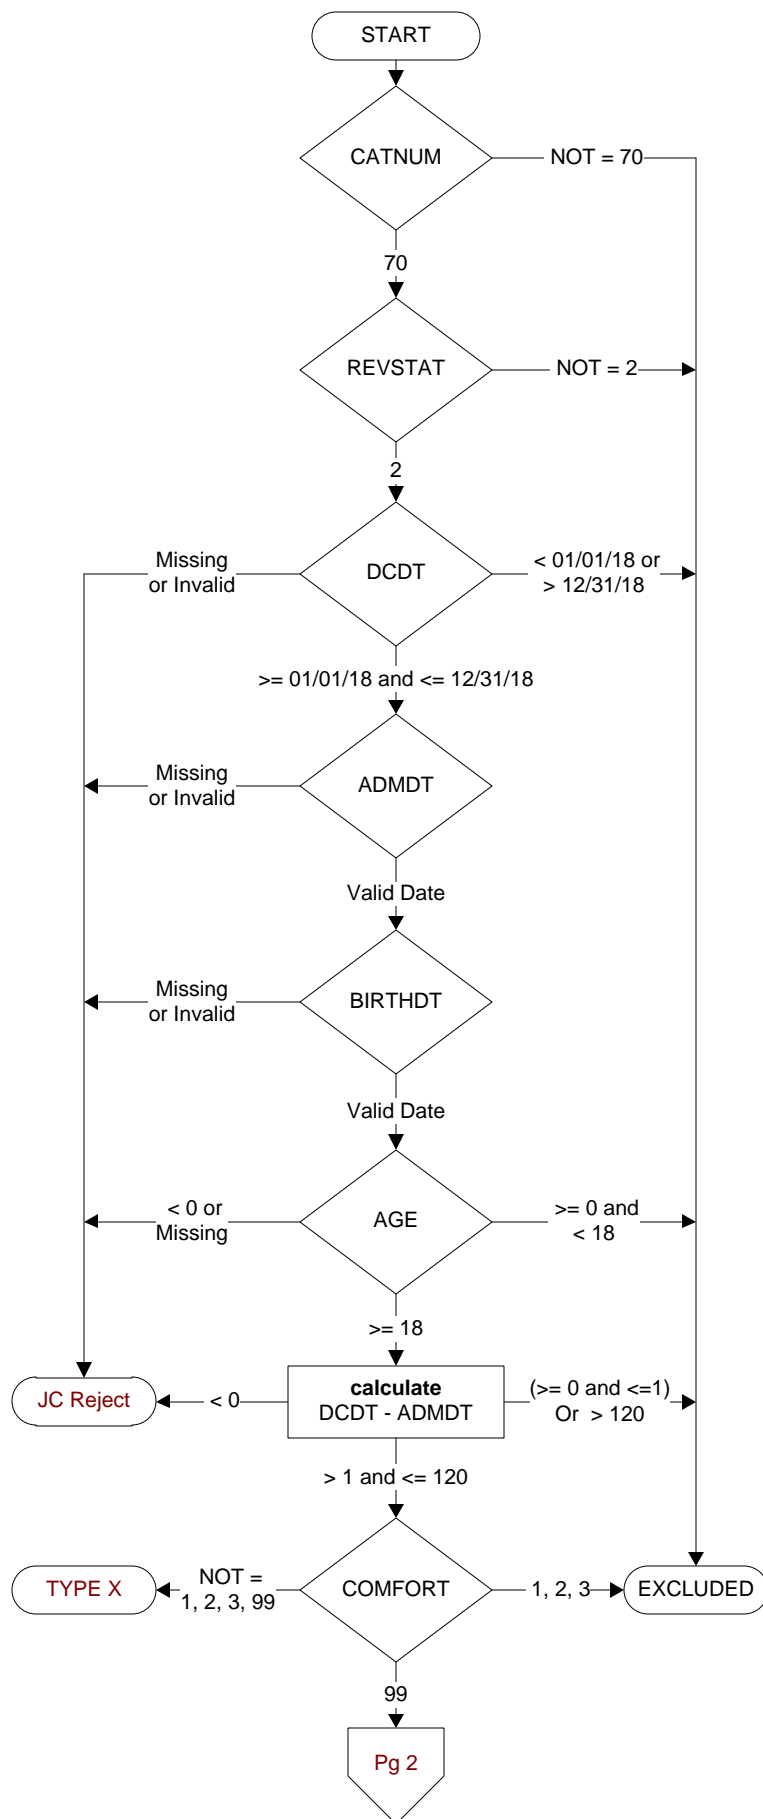 START
CATNUM
NOT = 70
70
REVSTAT
NOT = 2
2
Missing
or Invalid
DCDT
< 01/01/18 or
> 12/31/18
>= 01/01/18 and <= 12/31/18
Missing
or Invalid
ADMDT
Valid Date
Missing
or Invalid
BIRTHDT
Valid Date
< 0 or
Missing
AGE
>= 0 and
< 18
>= 18
JC Reject
< 0
calculate
DCDT - ADMDT
(>= 0 and <=1)
Or > 120
> 1 and <= 120
TYPE X
NOT =
1, 2, 3, 99
COMFORT
1, 2, 3
EXCLUDED
99
Pg 2